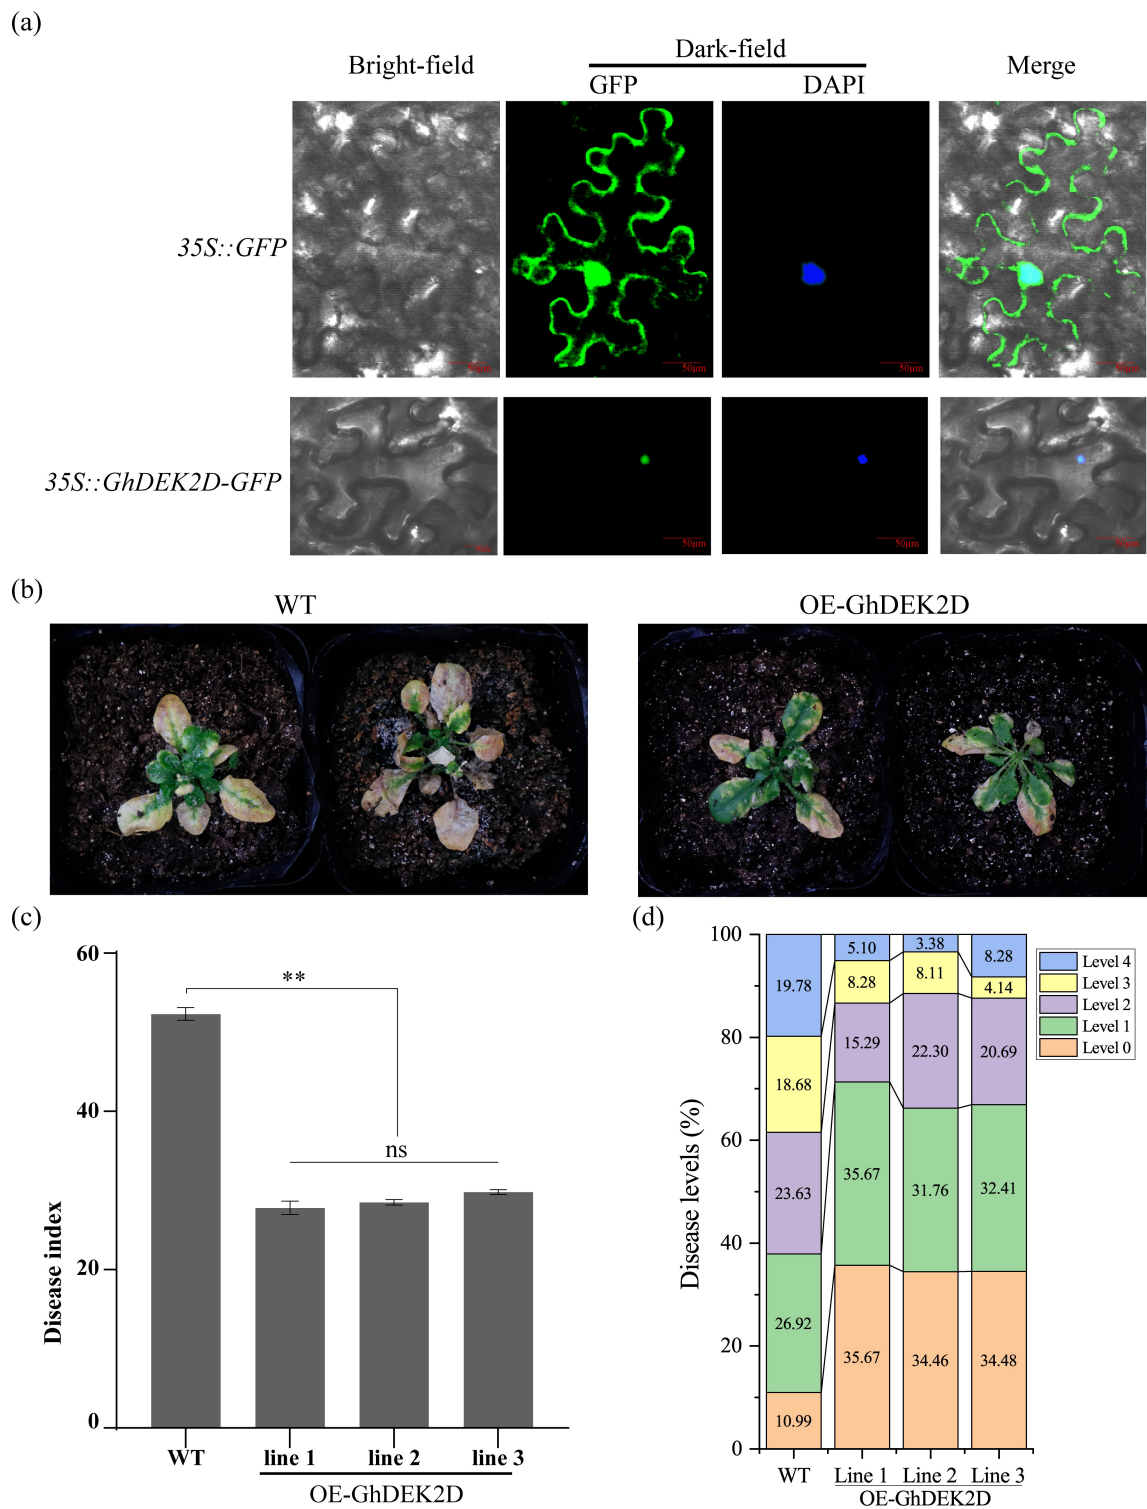 (a)
Dark-field
Bright-field
GFP
DAPI
Merge
35S::GFP
50μm
50μm
50μm
50μm
35S::GhDEK2D-GFP
50μm
50μm
50μm
(b)
WT
OE-GhDEK2D
(c)
60
40
20
0
Disease index
**
ns
WT
line 1
line 2
line 3
OE-GhDEK2D
(d)
100
80
60
40
20
0
Disease levels (%)
19.78
18.68
23.63
26.92
10.99
5.10
8.28
15.29
35.67
35.67
3.38
8.11
22.30
31.76
34.46
8.28
4.14
20.69
32.41
34.48
Level 4
Level 3
Level 2
Level 1
Level 0
WT
Line 1
Line 2
Line 3
OE-GhDEK2D